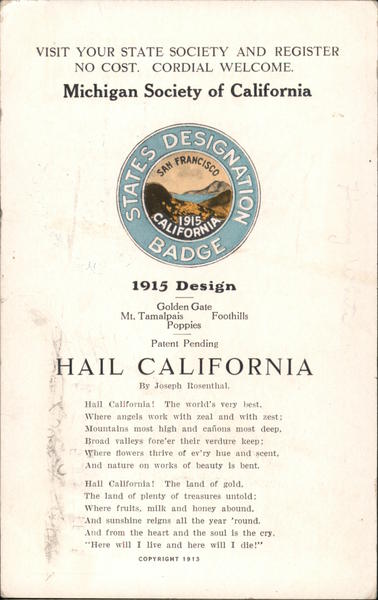 VISIT YOUR STATE SOCIETY AND REGISTER
NO COST. CORDIAL WELCOME.
Michigan Society of California
STATES DESIGNATION
SAN FRANCISCO
1915
CALIFORNIA
BADGE
1915 Design
Golden Gate
Mt. Tamalpais Foothills
Poppies
Patent Pending
HAIL CALIFORNIA
By Joseph Rosenthal.
Hail California! The world's very best,
Where angels work with zeal and with zest;
Mountains most high and cañons most deep,
Broad valleys fore'er their verdure keep;
Where flowers thrive of ev'ry hue and scent,
And nature on works of beauty is bent.
Hail California! The land of gold,
The land of plenty of treasures untold;
Where fruits, milk and honey abound,
And sunshine reigns all the year 'round.
And from the heart and the soul is the cry,
"Here will I live and here will I die!"
COPYRIGHT 1913